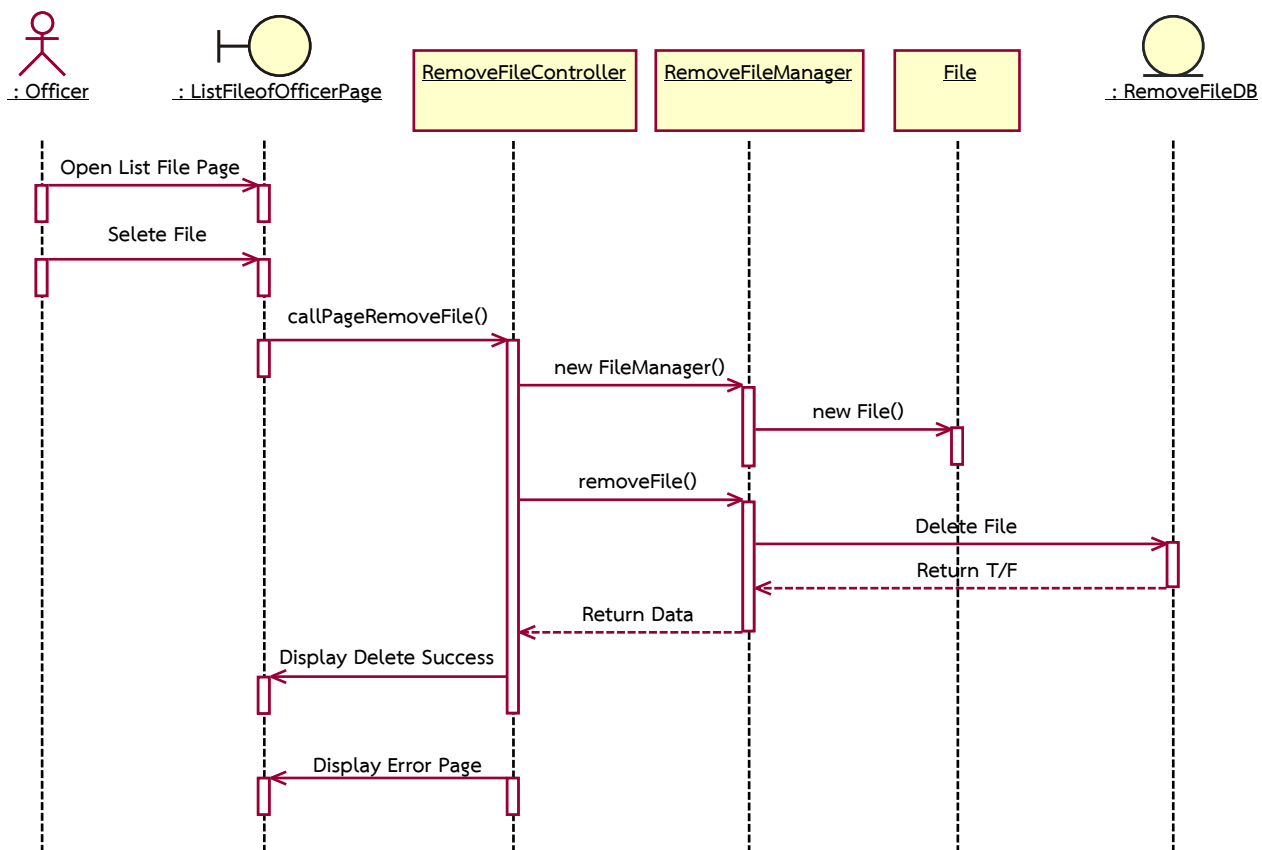 : Officer
: ListFileofOfficerPage
RemoveFileController
RemoveFileManager
File
: RemoveFileDB
Open List File Page
Selete File
callPageRemoveFile()
new FileManager()
new File()
removeFile()
Delete File
Return T/F
Return Data
Display Delete Success
Display Error Page